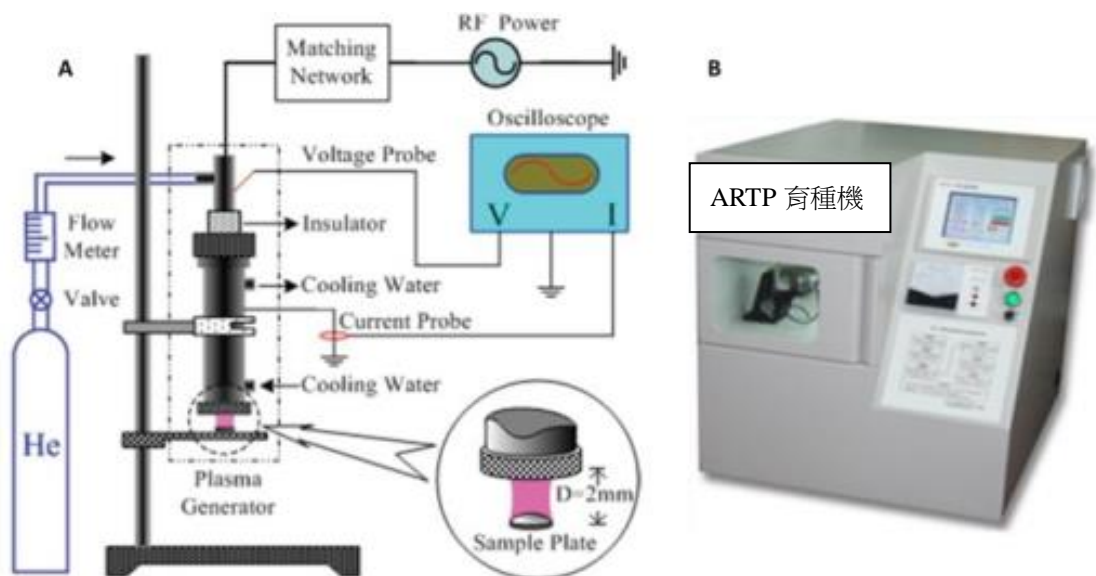 A
RF Power
Matching
Network
B
Oscilloscope
Voltage Probe
V
I
ARTP 育種機
Flow
Meter
Insulator
Valve
Cooling Water
Current Probe
Cooling Water
He
Plasma
Generator
D=2mm
Sample Plate